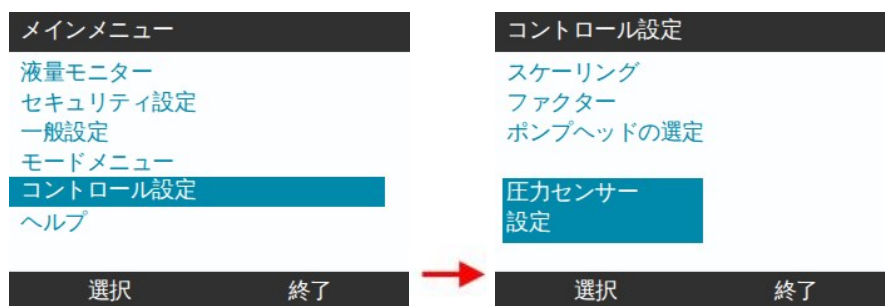 メインメニュー
液量モニター
セキュリティ設定
一般設定
モードメニュー
コントロール設定
ヘルプ
選択 終了
コントロール設定
スケーリング
ファクター
ポンプヘッドの選定
圧力センサー
設定
選択 終了